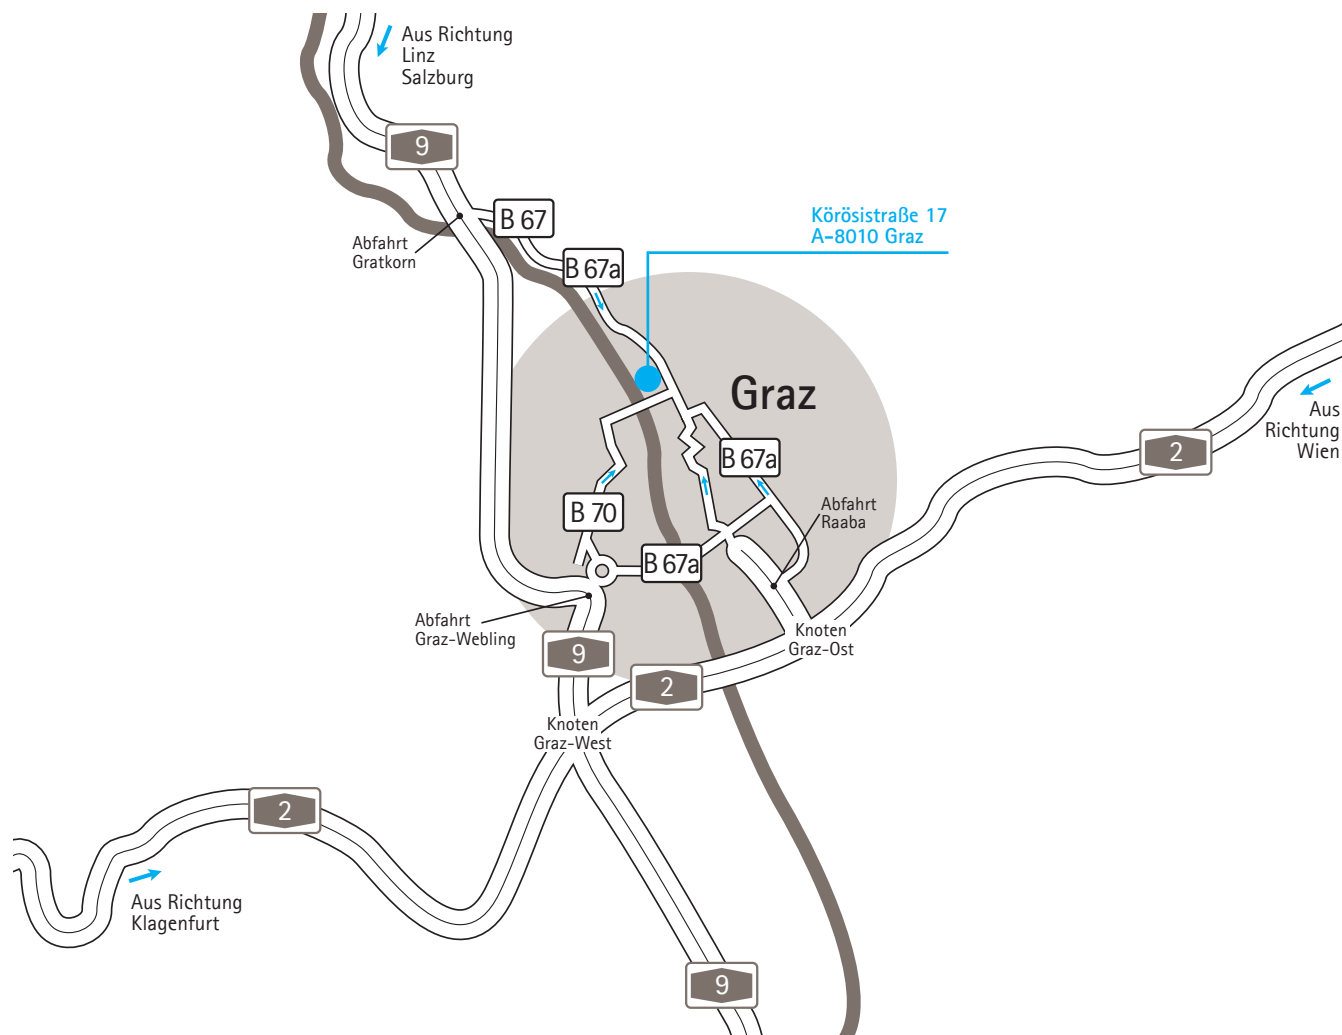 Aus Richtung
Linz
Salzburg
9
B 67
Abfahrt
Gratkorn
B 67a
Körösistraße 17
A-8010 Graz
Graz
Aus
Richtung
Wien
2
B 67a
B 70
Abfahrt
Raaba
B 67a
Abfahrt
Graz-Webling
9
Knoten
Graz-Ost
2
Knoten
Graz-West
2
Aus Richtung
Klagenfurt
9